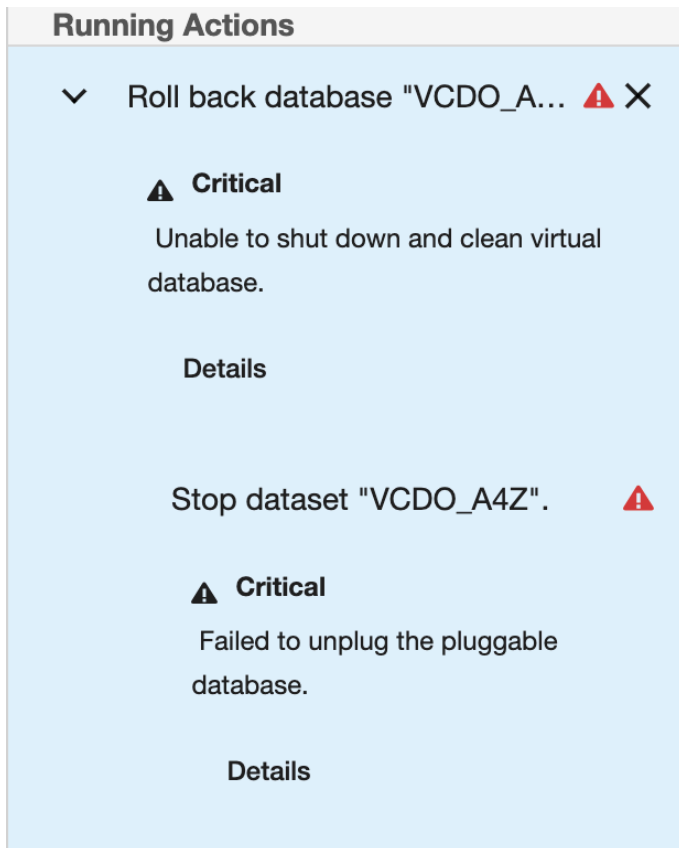 Running Actions
Roll back database "VCDO_A...
Critical
Unable to shut down and clean virtual
database.
Details
Stop dataset "VCDO_A4Z".
Critical
Failed to unplug the pluggable
database.
Details